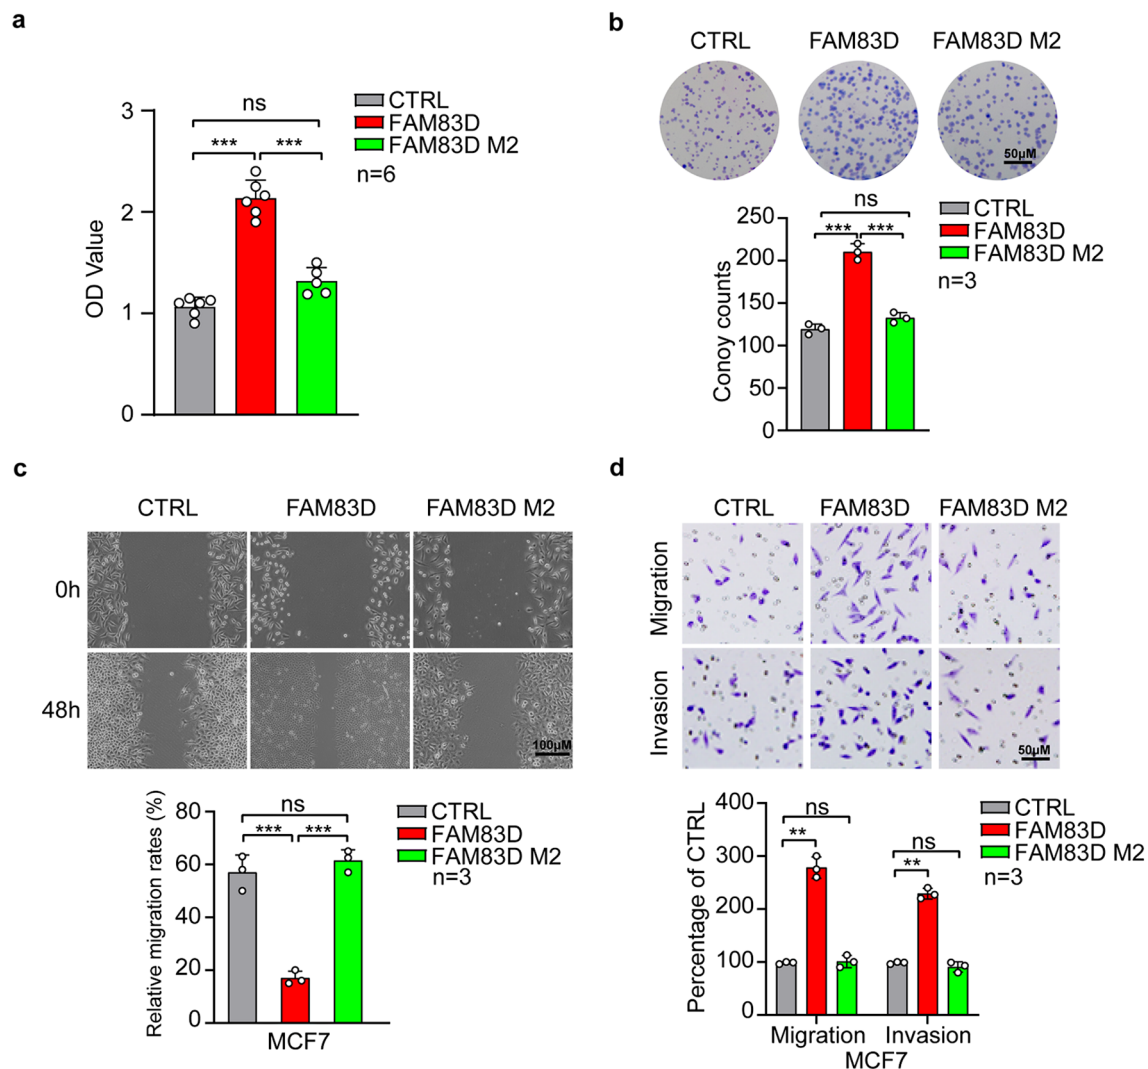 a
3
2
1
0
OD Value
ns
*** ***
CTRL
FAM83D
FAM83D M2
n=6
b
CTRL FAM83D FAM83D M2
50μM
250
200
150
100
50
0
Conoy counts
ns
*** ***
CTRL
FAM83D
FAM83D M2
n=3
c
CTRL FAM83D FAM83D M2
0h
48h
100μM
80
60
40
20
0
Relative migration rates (%)
ns
*** ***
MCF7
CTRL
FAM83D
FAM83D M2
n=3
d
CTRL FAM83D FAM83D M2
Migration
Invasion
50μM
400
300
200
100
0
Percentage of CTRL
ns
**
ns
**
Migration Invasion
MCF7
CTRL
FAM83D
FAM83D M2
n=3